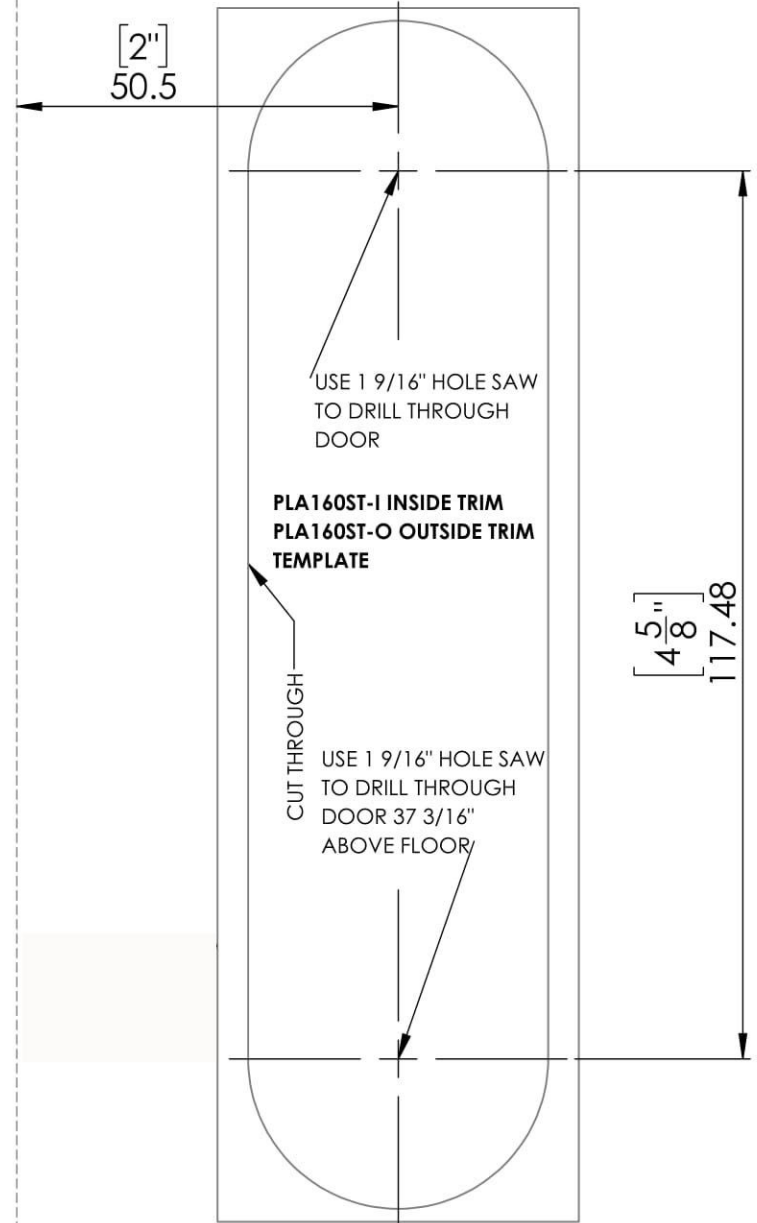 [2"]
50.5
USE 1 9/16" HOLE SAW
TO DRILL THROUGH
DOOR
PLA160ST-I INSIDE TRIM
PLA160ST-O OUTSIDE TRIM
TEMPLATE
[4 5/8"]
117.48
CUT THROUGH
USE 1 9/16" HOLE SAW
TO DRILL THROUGH
DOOR 37 3/16"
ABOVE FLOOR